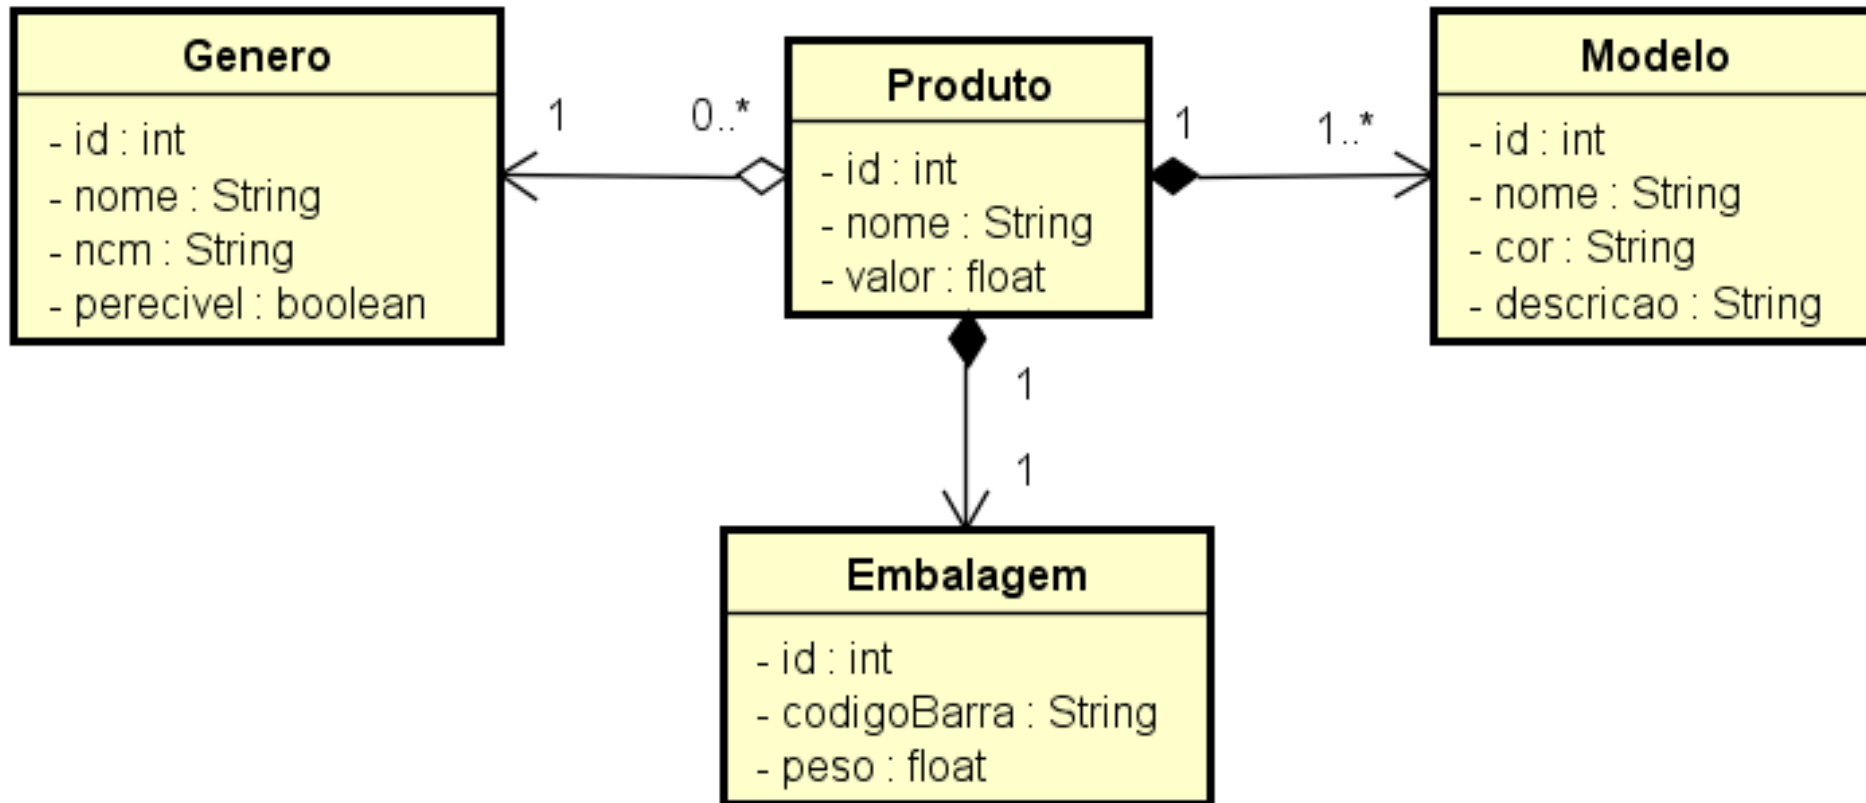 Genero
- id : int
- nome : String
- ncm : String
- perecivel : boolean
1
0..*
Produto
- id : int
- nome : String
- valor : float
1
1..*
Modelo
- id : int
- nome : String
- cor : String
- descricao : String
1
1
Embalagem
- id : int
- codigoBarra : String
- peso : float